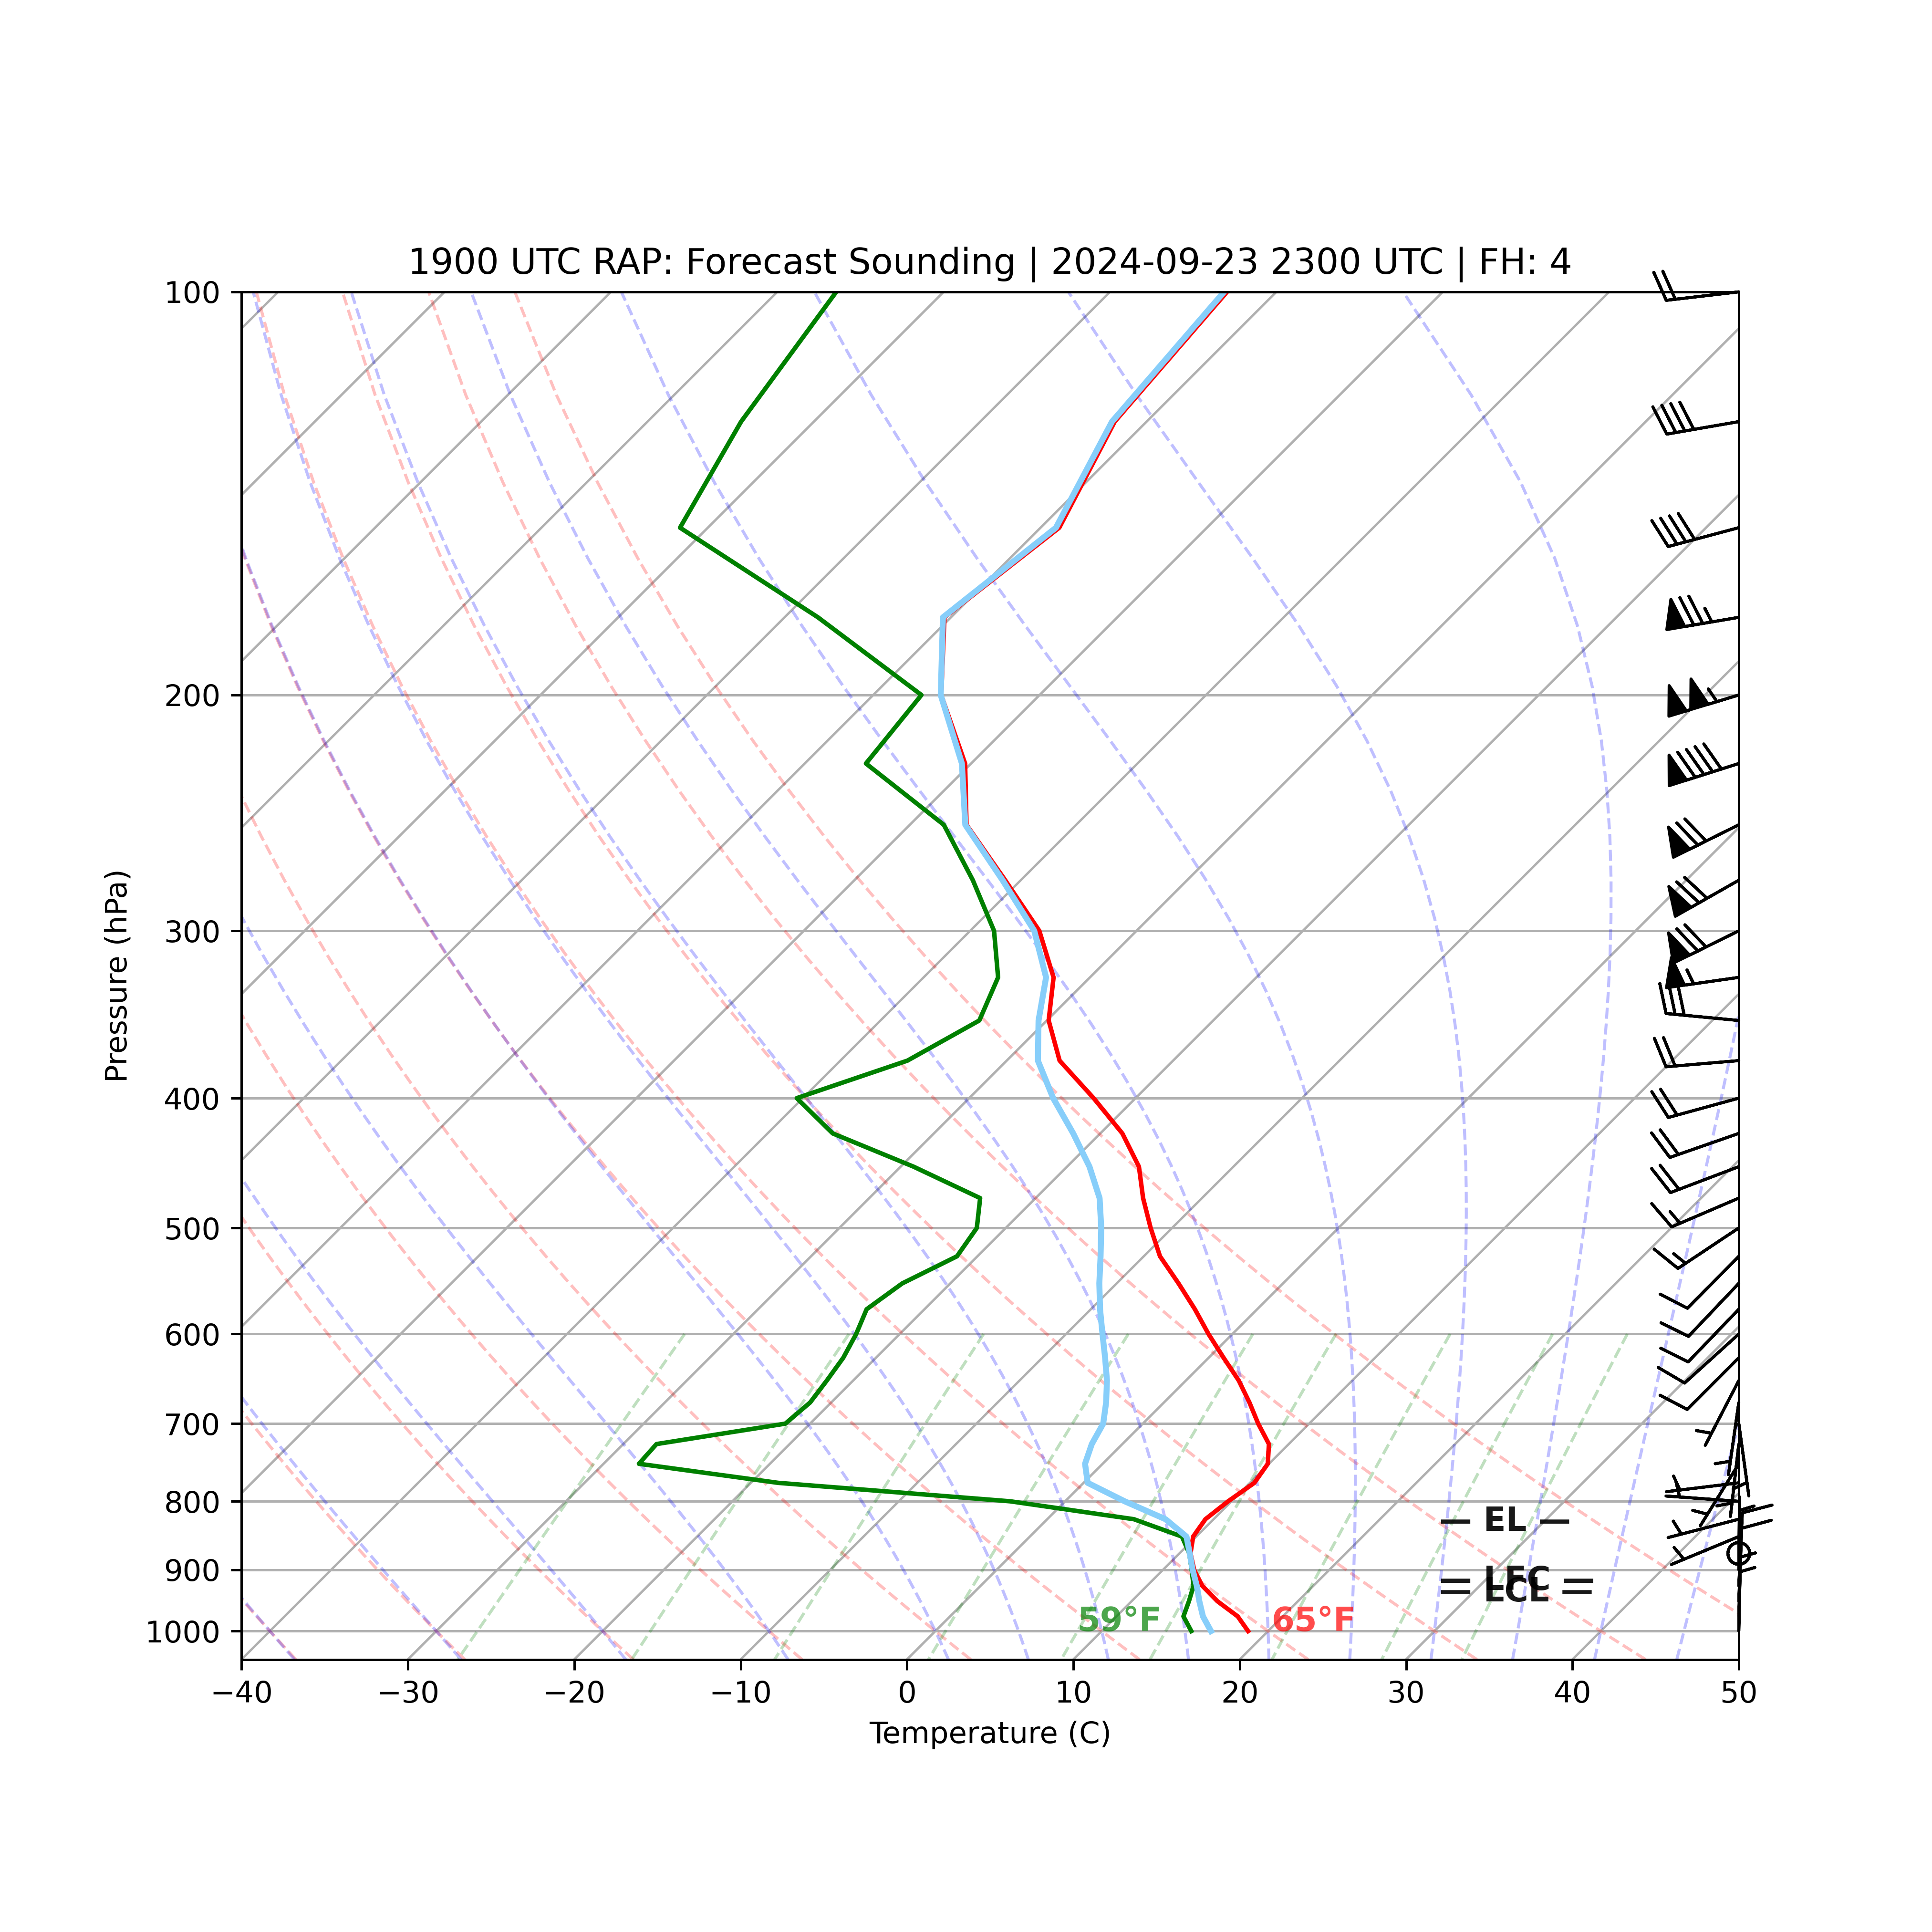 1900 UTC RAP: Forecast Sounding | 2024-09-23 2300 UTC | FH: 4
100
200
300
400
500
600
700
800
900
1000
Pressure (hPa)
— EL —
— LFC —
— LCL —
59°F
65°F
−40 −30 −20 −10 0 10 20 30 40 50
Temperature (C)